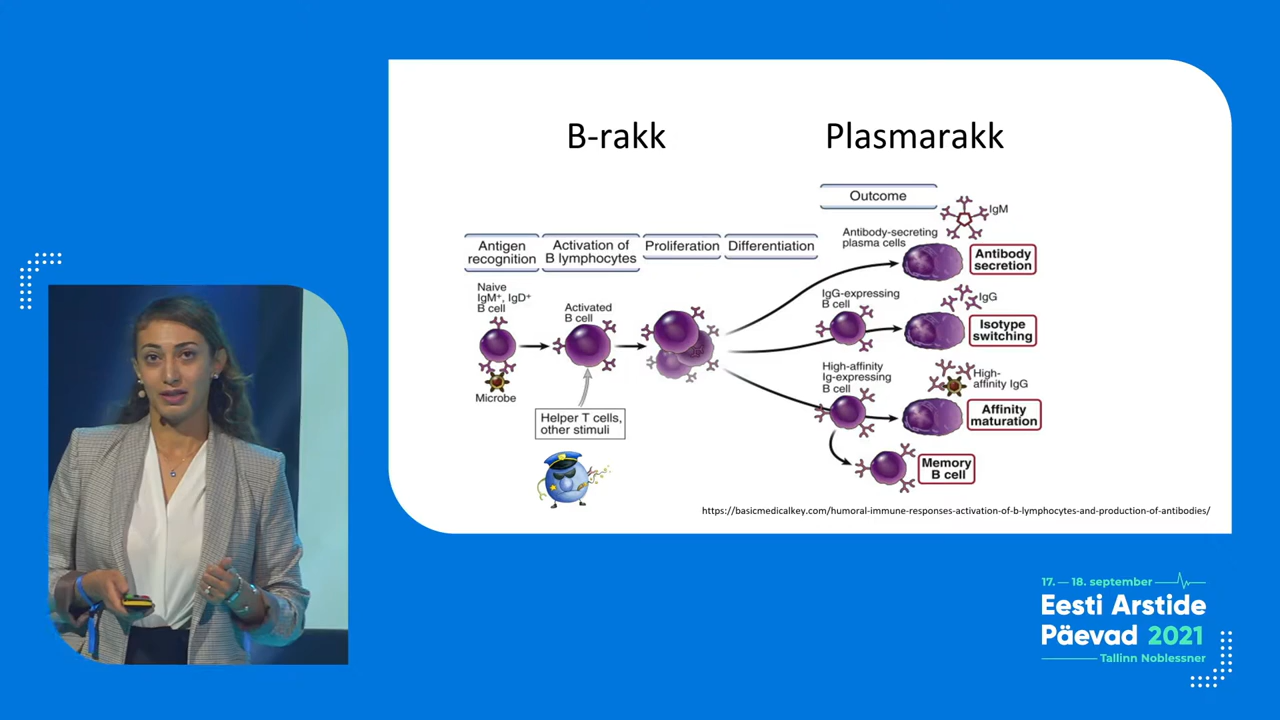 B-rakk
Plasmarakk
Outcome
IgM
Antibody-secreting
plasma cells
Antibody
secretion
Antigen
recognition
Activation of
B lymphocytes
Proliferation
Differentiation
Naive
IgM⁺, IgD⁺
B cell
Activated
B cell
IgG-expressing
B cell
IgG
Isotype
switching
High-affinity
Ig-expressing
B cell
High-
affinity IgG
Affinity
maturation
Microbe
Helper T cells,
other stimuli
Memory
B cell
https://basicmedicalkey.com/humoral-immune-responses-activation-of-b-lymphocytes-and-production-of-antibodies/
17. — 18. september
Eesti Arstide
Päevad 2021
Tallinn Noblessner